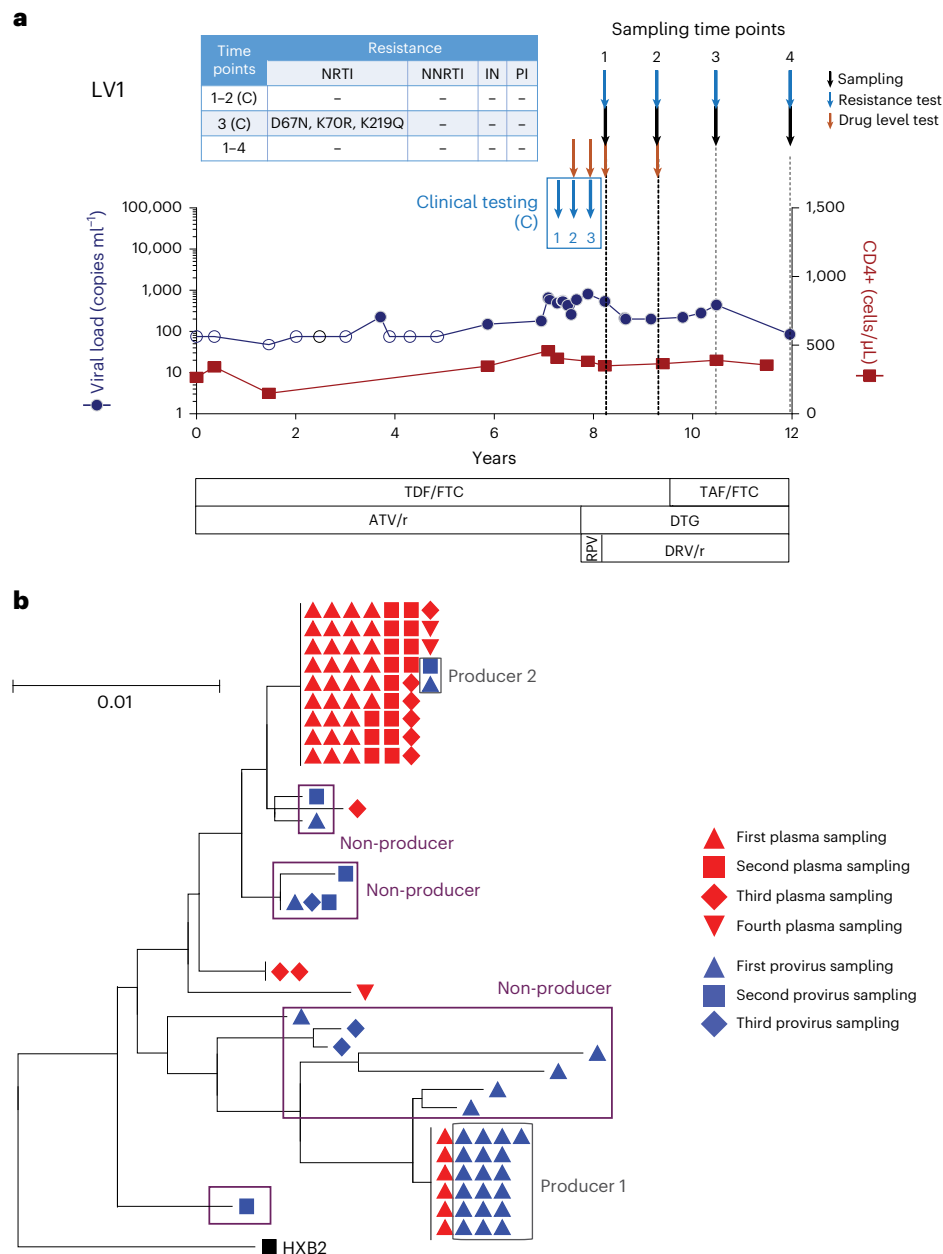 a
LV1
Time points
Resistance
NRTI
NNRTI
IN
PI
1–2 (C)
–
–
–
–
3 (C)
D67N, K70R, K219Q
–
–
–
1–4
–
–
–
–
Sampling time points
1
2
3
4
Sampling
Resistance test
Drug level test
Clinical testing (C)
1
2
3
Viral load (copies ml⁻¹)
100,000
10,000
1,000
100
10
1
1,500
1,000
500
0
CD4+ (cells/μL)
0
2
4
6
8
10
12
Years
TDF/FTC
TAF/FTC
ATV/r
DTG
RPV
DRV/r
b
0.01
Producer 2
Non-producer
Non-producer
Non-producer
Producer 1
HXB2
First plasma sampling
Second plasma sampling
Third plasma sampling
Fourth plasma sampling
First provirus sampling
Second provirus sampling
Third provirus sampling